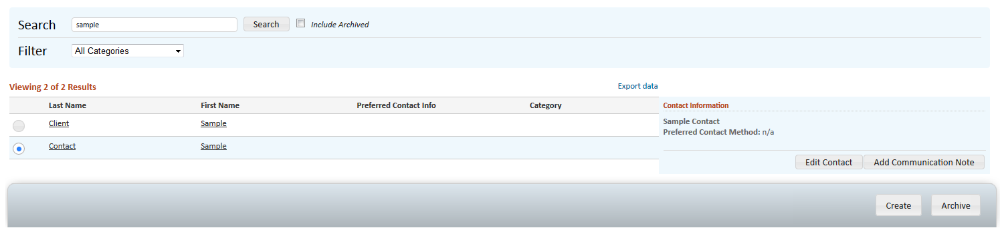 Search sample Search Include Archived
Filter All Categories
Viewing 2 of 2 Results Export data
Last Name First Name Preferred Contact Info Category
Client Sample
Contact Sample
Contact Information
Sample Contact
Preferred Contact Method: n/a
Edit Contact Add Communication Note
Create Archive